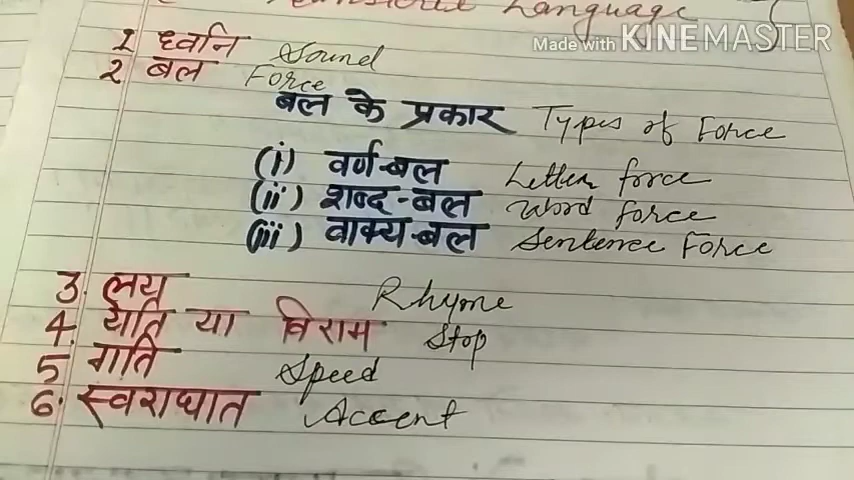 Language
Made with KINEMASTER
1 ध्वनि Sound
2 बल Force
बल के प्रकार Types of Force
(i) वर्ण-बल Letter force
(ii) शब्द-बल Word force
(iii) वाक्य-बल Sentence Force
3. लय Rhyme
4. यति या विराम Stop
5 गति Speed
6. स्वराघात Accent